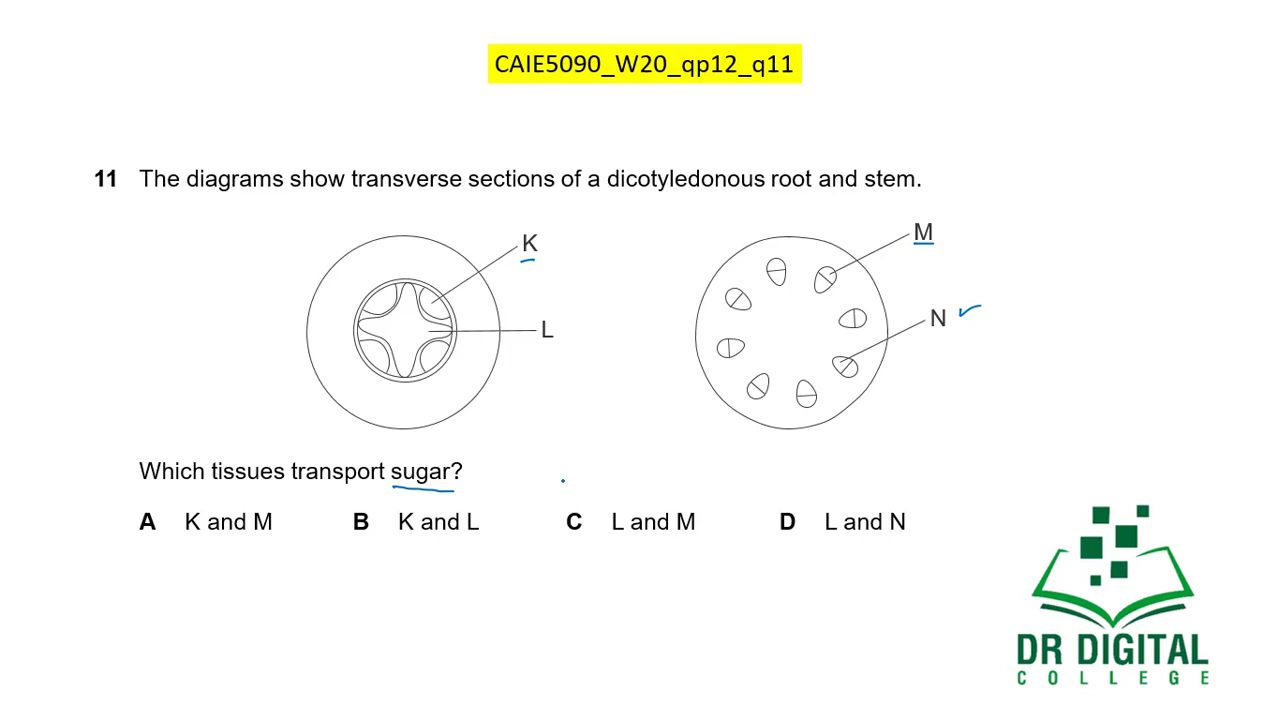 CAIE5090_W20_qp12_q11
11 The diagrams show transverse sections of a dicotyledonous root and stem.
K
M
L
N
Which tissues transport sugar?
A K and M B K and L C L and M D L and N
DR DIGITAL
COLLEGE